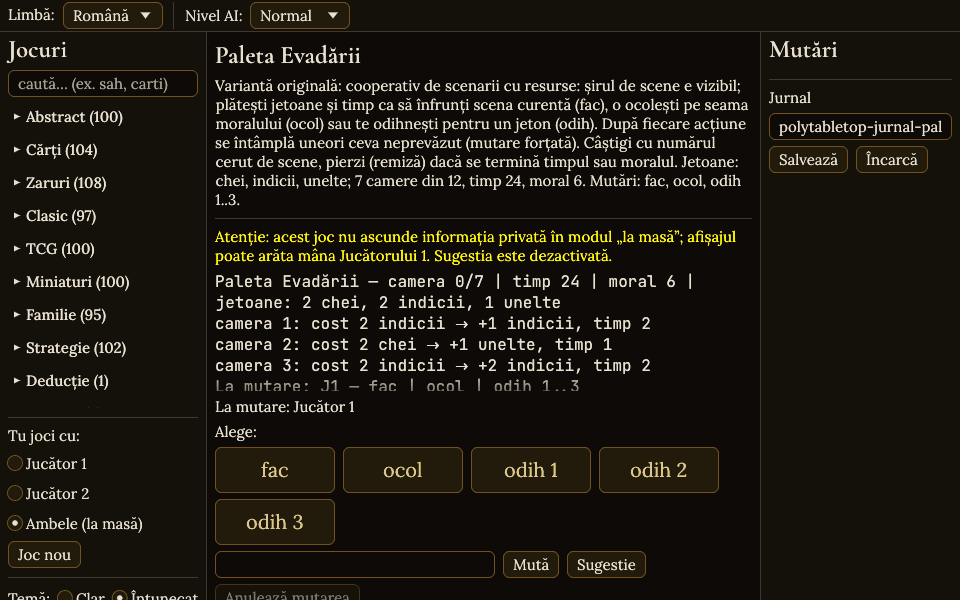 Limbă: Română ▼ Nivel AI: Normal ▼
Jocuri
caută... (ex. sah, carti)
▸ Abstract (100)
▸ Cărți (104)
▸ Zaruri (108)
▸ Clasic (97)
▸ TCG (100)
▸ Miniaturi (100)
▸ Familie (95)
▸ Strategie (102)
▸ Deducție (1)
Tu joci cu:
Jucător 1
Jucător 2
Ambele (la masă)
Joc nou
Temă: Clar Întunecat
Paleta Evadării
Variantă originală: cooperativ de scenarii cu resurse: șirul de scene e vizibil;
plătești jetoane și timp ca să înfrunți scena curentă (fac), o ocolești pe seama
moralului (ocol) sau te odihnești pentru un jeton (odih). După fiecare acțiune
se întâmplă uneori ceva neprevăzut (mutare forțată). Câștigi cu numărul
cerut de scene, pierzi (remiză) dacă se termină timpul sau moralul. Jetoane:
chei, indicii, unelte; 7 camere din 12, timp 24, moral 6. Mutări: fac, ocol, odih
1..3.
Atenție: acest joc nu ascunde informația privată în modul „la masă”; afișajul
poate arăta mâna Jucătorului 1. Sugestia este dezactivată.
Paleta Evadării — camera 0/7 | timp 24 | moral 6 |
jetoane: 2 chei, 2 indicii, 1 unelte
camera 1: cost 2 indicii → +1 indicii, timp 2
camera 2: cost 2 chei → +1 unelte, timp 1
camera 3: cost 2 indicii → +2 indicii, timp 2
La mutare: J1 — fac | ocol | odih 1..3
La mutare: Jucător 1
Alege:
fac ocol odih 1 odih 2
odih 3
Mută Sugestie
Anulează mutarea
Mutări
Jurnal
polytabletop-jurnal-pal
Salvează Încarcă